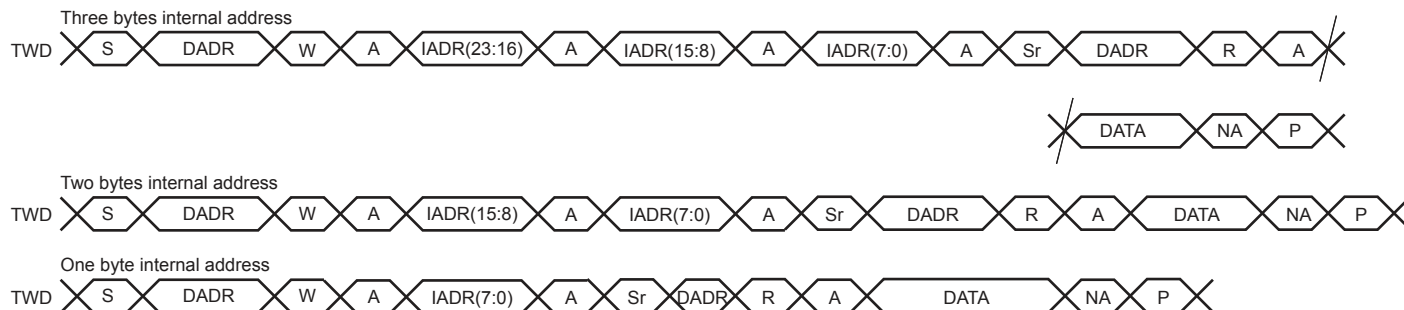 Three bytes internal address
TWD S DADR W A IADR(23:16) A IADR(15:8) A IADR(7:0) A Sr DADR R A
DATA NA P
Two bytes internal address
TWD S DADR W A IADR(15:8) A IADR(7:0) A Sr DADR R A DATA NA P
One byte internal address
TWD S DADR W A IADR(7:0) A Sr DADR R A DATA NA P